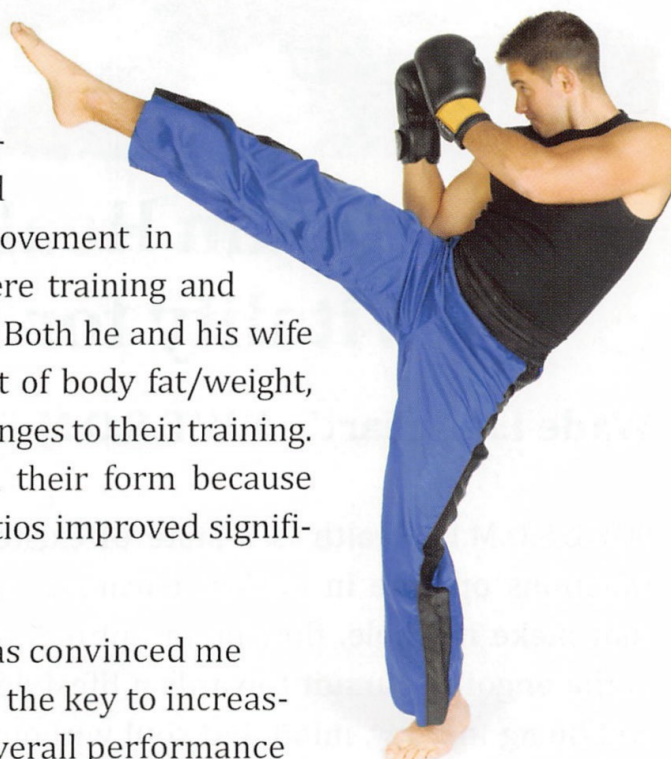 ovement in
ere training and
Both he and his wife
t of body fat/weight,
nges to their training.
their form because
tios improved signifi-
as convinced me
the key to increas-
verall performance